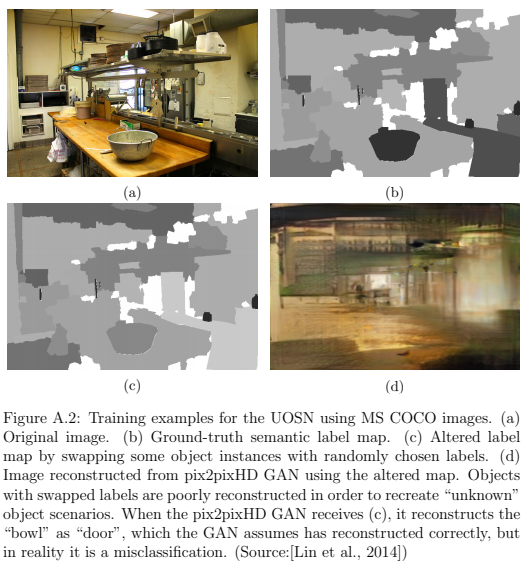 (a)
(b)
(c)
(d)
Figure A.2: Training examples for the UOSN using MS COCO images. (a)
Original image. (b) Ground-truth semantic label map. (c) Altered label
map by swapping some object instances with randomly chosen labels. (d)
Image reconstructed from pix2pixHD GAN using the altered map. Objects
with swapped labels are poorly reconstructed in order to recreate “unknown”
object scenarios. When the pix2pixHD GAN receives (c), it reconstructs the
“bowl” as “door”, which the GAN assumes has reconstructed correctly, but
in reality it is a misclassification. (Source:[Lin et al., 2014])